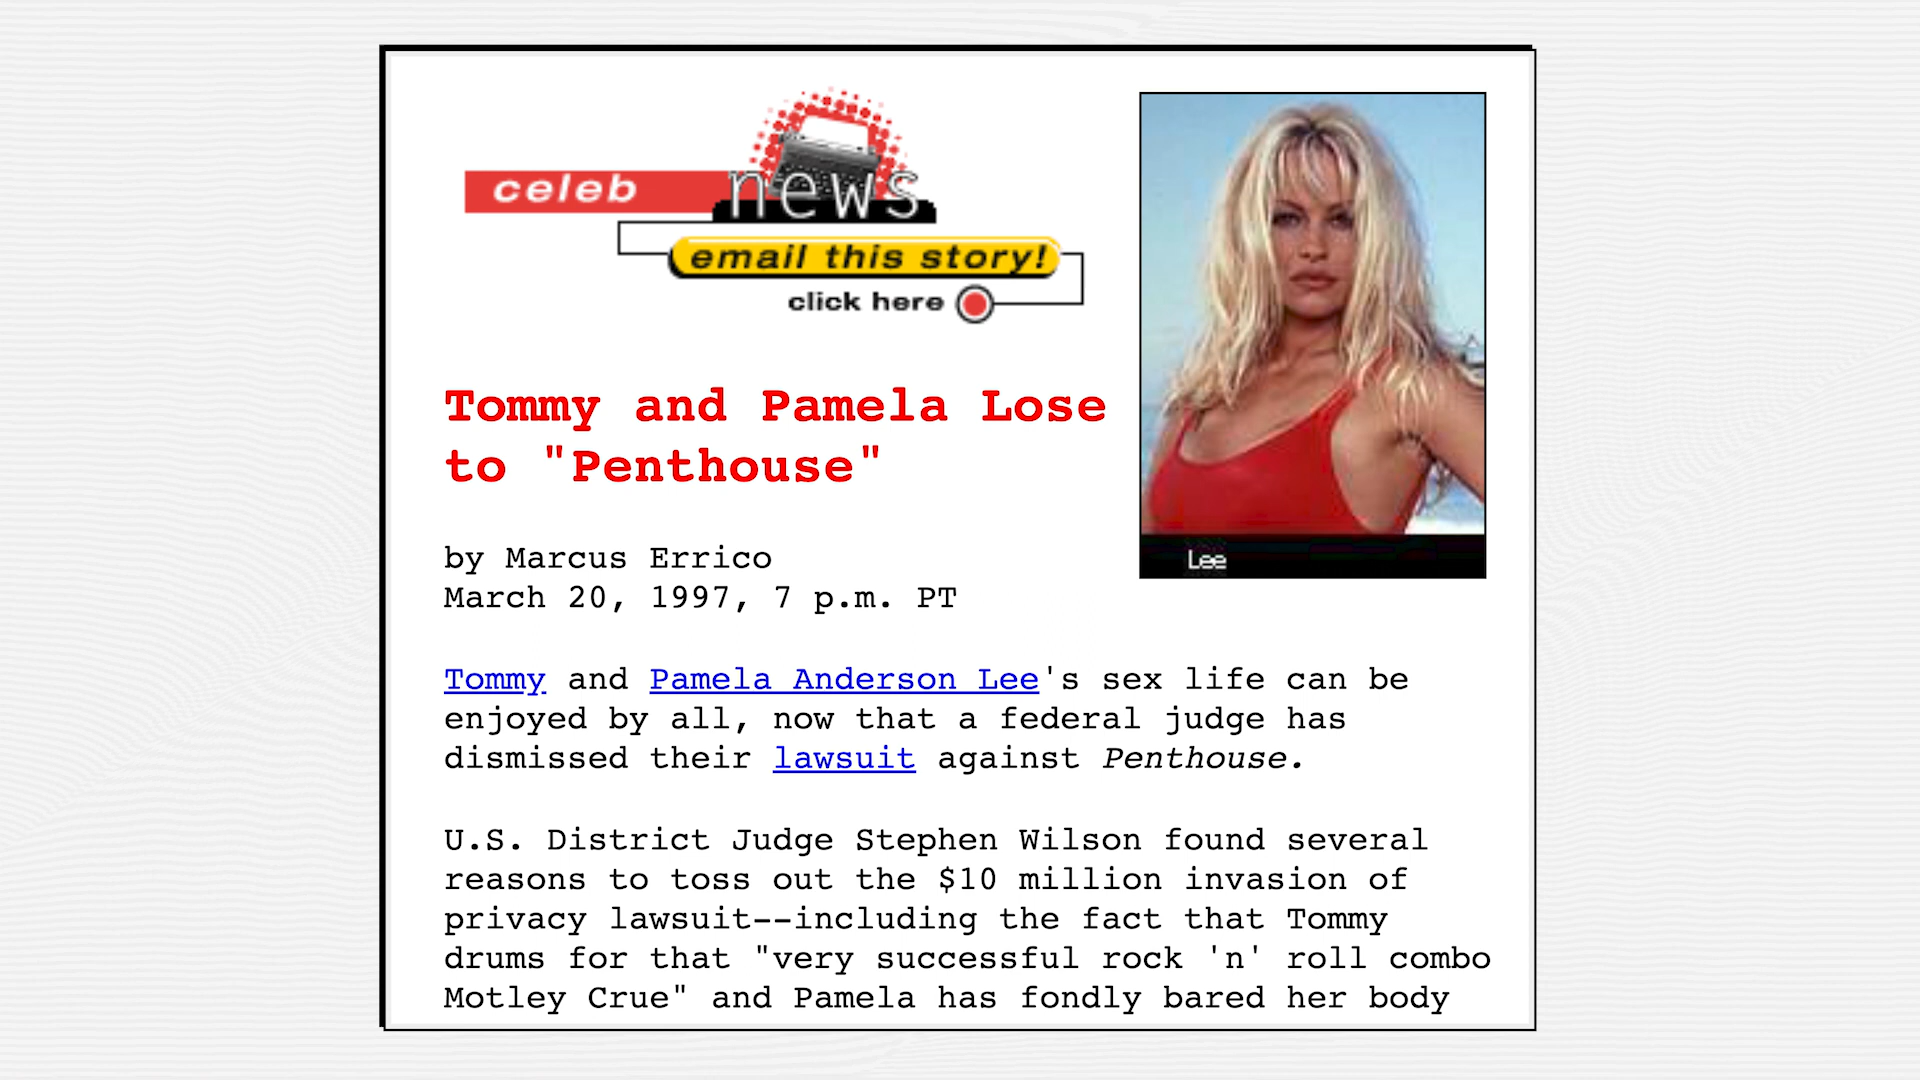 celeb
news
email this story!
click here
Tommy and Pamela Lose
to "Penthouse"
Lee
by Marcus Errico
March 20, 1997, 7 p.m. PT
Tommy and Pamela Anderson Lee's sex life can be
enjoyed by all, now that a federal judge has
dismissed their lawsuit against Penthouse.
U.S. District Judge Stephen Wilson found several
reasons to toss out the $10 million invasion of
privacy lawsuit--including the fact that Tommy
drums for that "very successful rock 'n' roll combo
Motley Crue" and Pamela has fondly bared her body